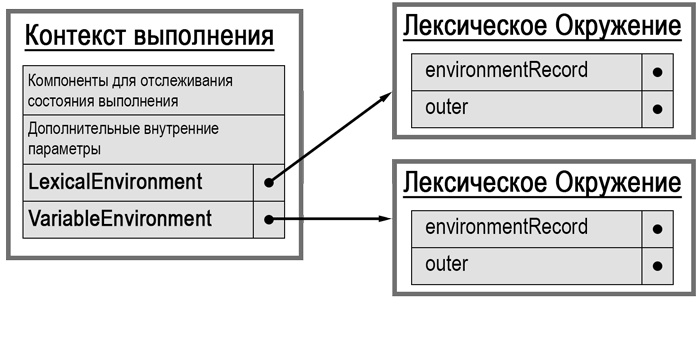 Контекст выполнения
Компоненты для отслеживания
состояния выполнения
Дополнительные внутренние
параметры
LexicalEnvironment
VariableEnvironment
Лексическое Окружение
environmentRecord
outer
Лексическое Окружение
environmentRecord
outer